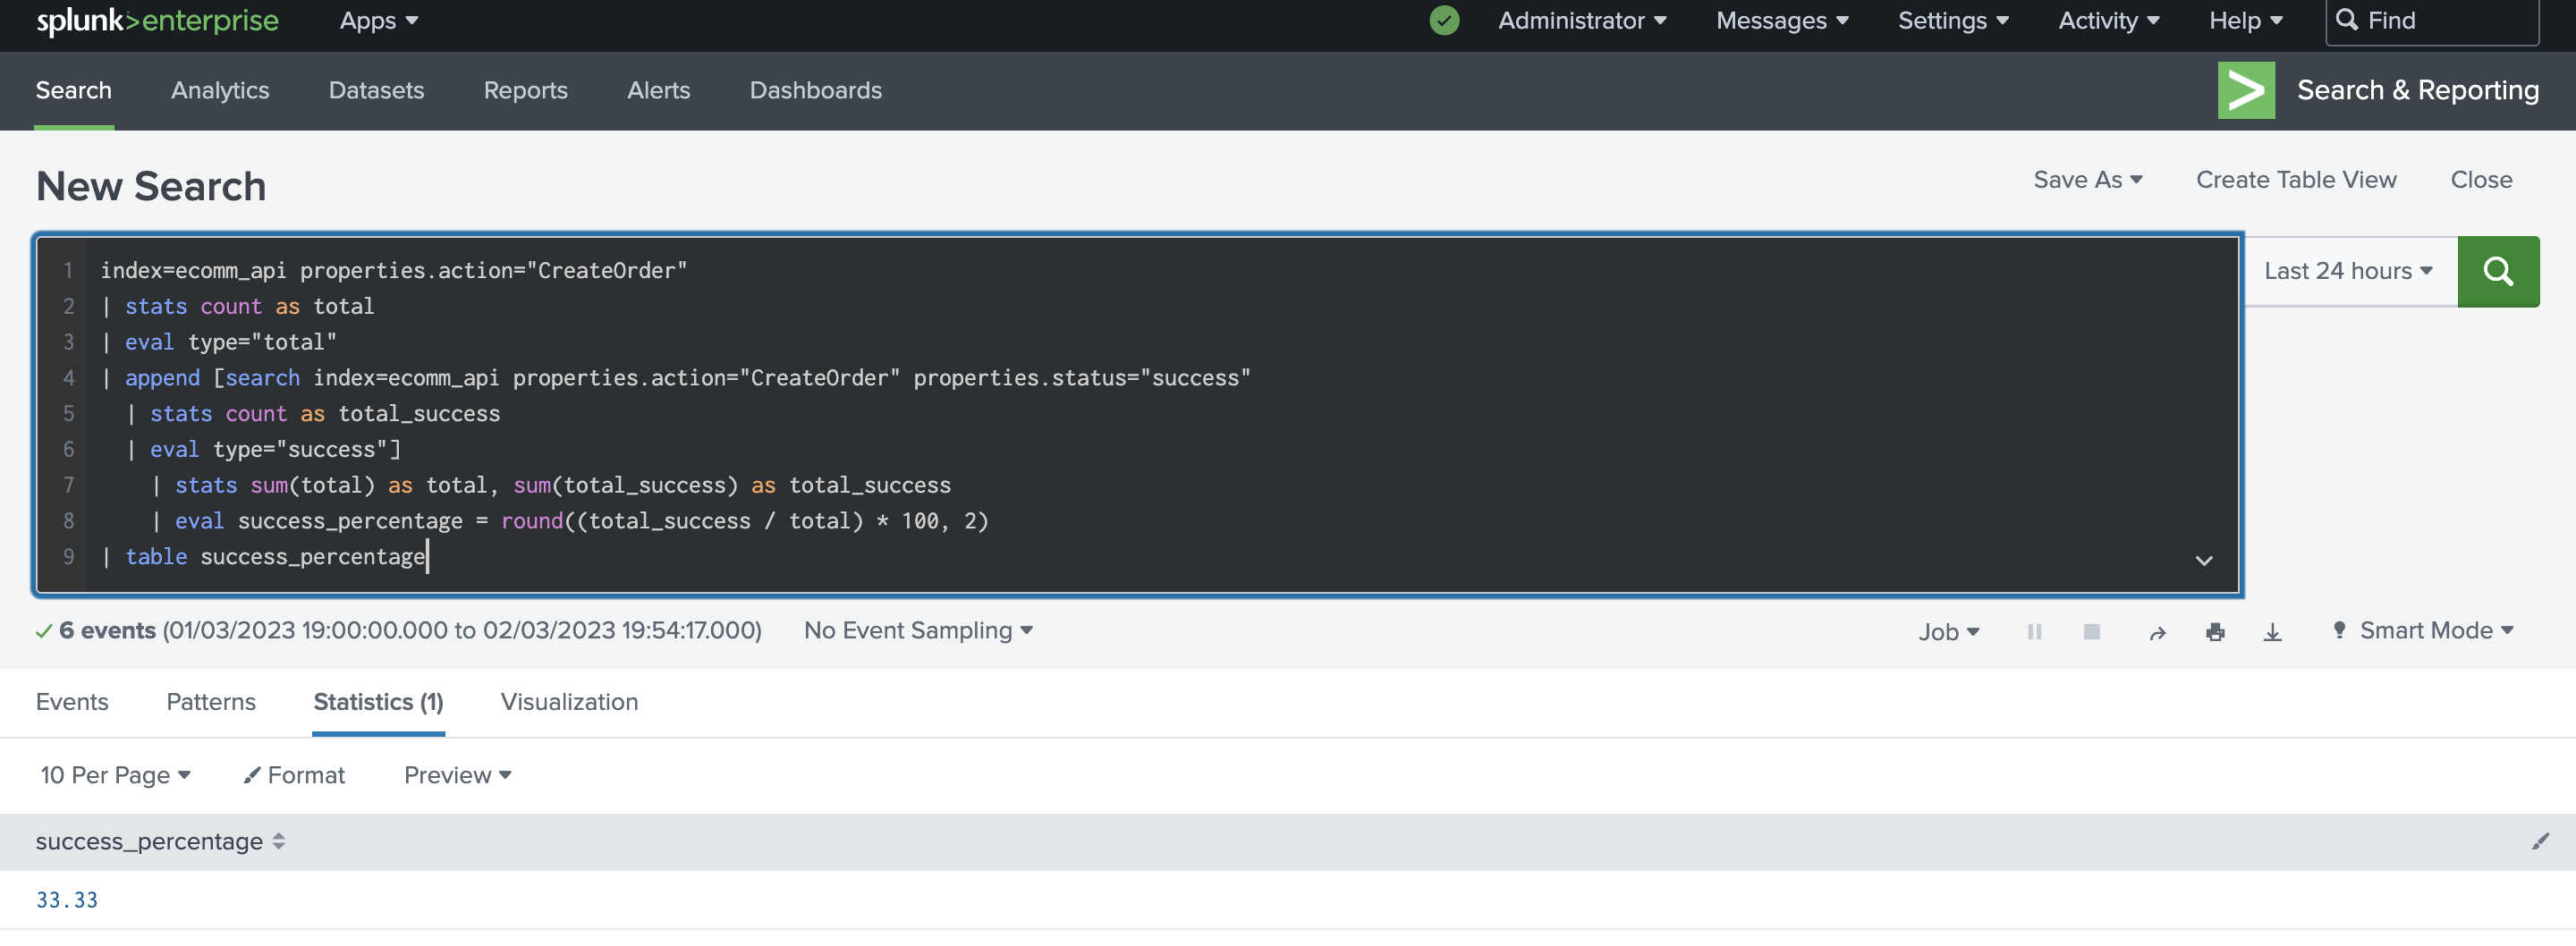 splunk>enterprise Apps Administrator Messages Settings Activity Help Find
Search Analytics Datasets Reports Alerts Dashboards Search & Reporting
New Search Save As Create Table View Close
1 index=ecomm_api properties.action="CreateOrder" Last 24 hours
2 | stats count as total
3 | eval type="total"
4 | append [search index=ecomm_api properties.action="CreateOrder" properties.status="success"
5 | stats count as total_success
6 | eval type="success"]
7 | stats sum(total) as total, sum(total_success) as total_success
8 | eval success_percentage = round((total_success / total) * 100, 2)
9 | table success_percentage
6 events (01/03/2023 19:00:00.000 to 02/03/2023 19:54:17.000) No Event Sampling Job Smart Mode
Events Patterns Statistics (1) Visualization
10 Per Page Format Preview
success_percentage
33.33